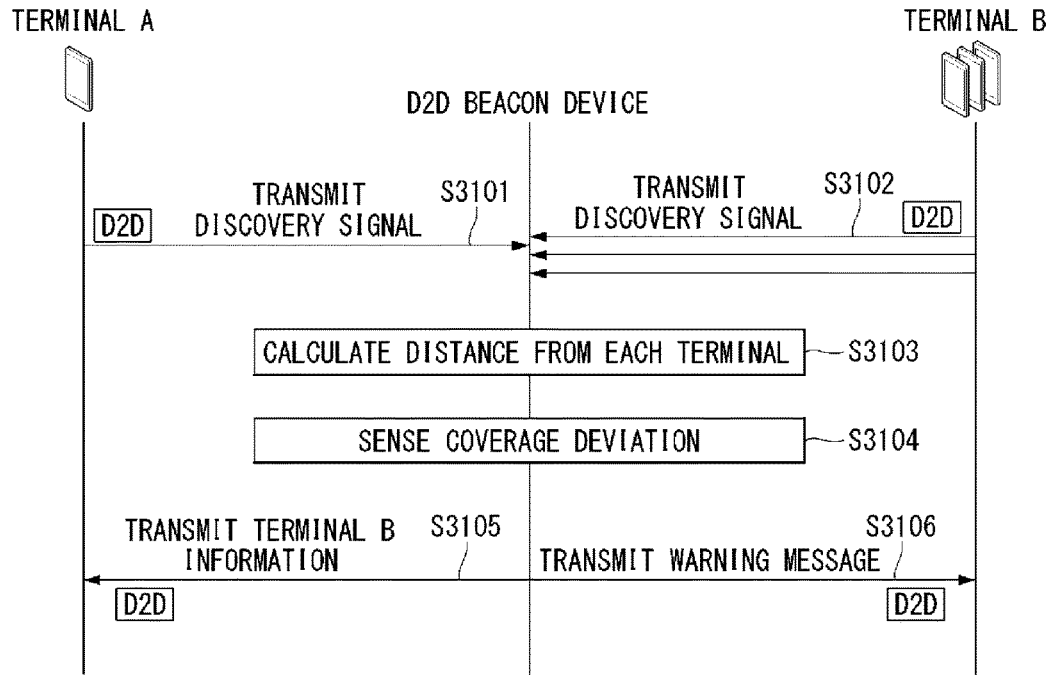 TERMINAL A
TERMINAL B
D2D BEACON DEVICE
TRANSMIT
DISCOVERY SIGNAL
S3101
D2D
TRANSMIT
DISCOVERY SIGNAL
S3102
D2D
CALCULATE DISTANCE FROM EACH TERMINAL
S3103
SENSE COVERAGE DEVIATION
S3104
TRANSMIT TERMINAL B
INFORMATION
S3105
D2D
TRANSMIT WARNING MESSAGE
S3106
D2D